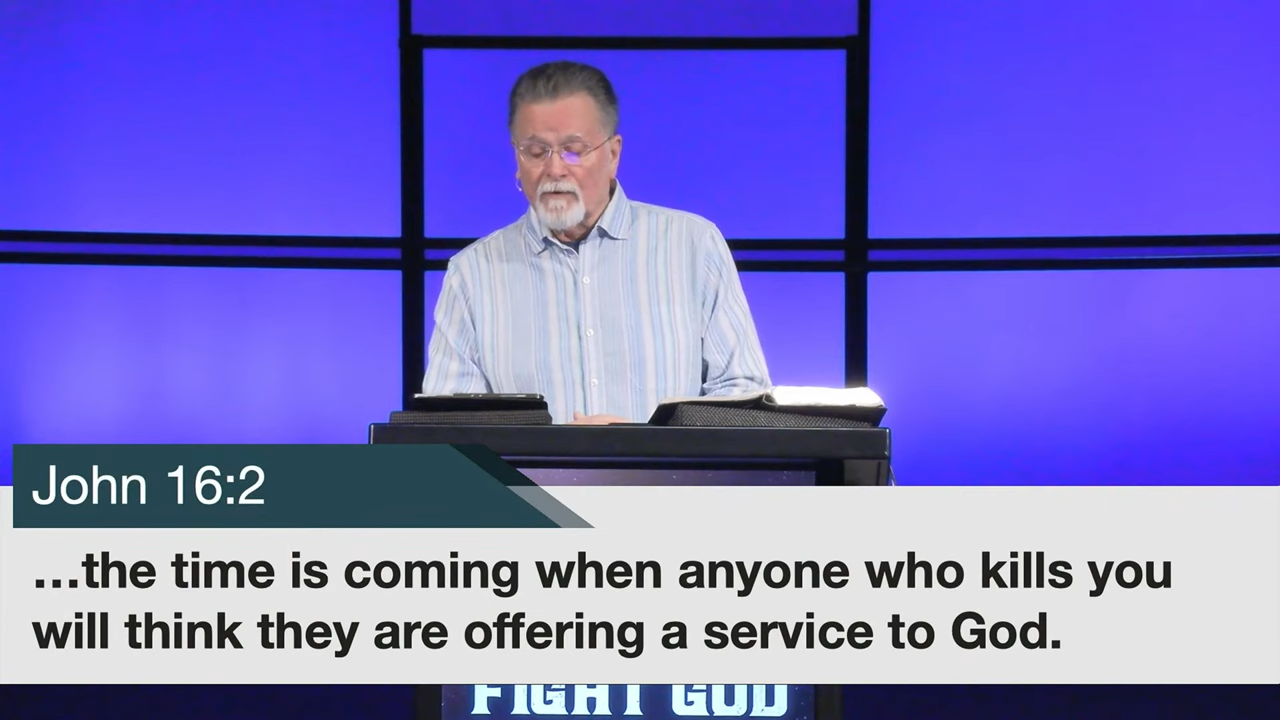 John 16:2
…the time is coming when anyone who kills you
will think they are offering a service to God.
FIGHT GOD